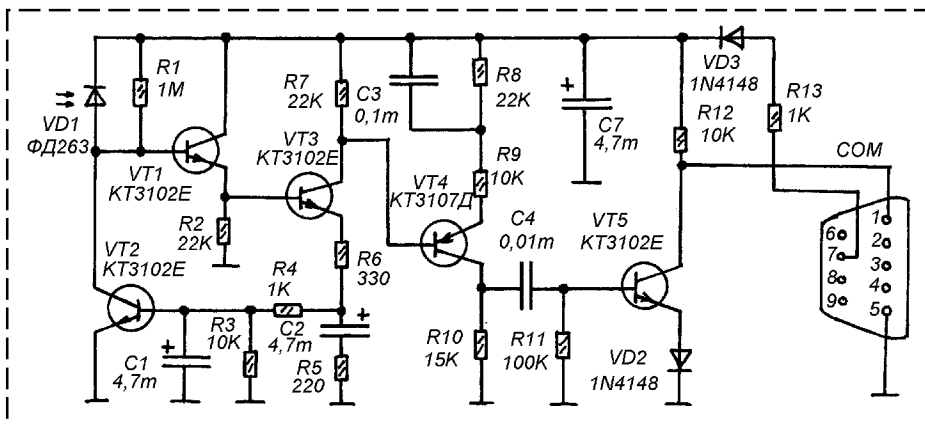 R1
1М
VD1
ФД263
VT1
КТ3102Е
R2
22K
VT2
КТ3102Е
C1
4,7m
R3
10K
R4
1K
C2
4,7m
R5
220
R6
330
R7
22K
VT3
КТ3102Е
C3
0,1m
VT4
КТ3107Д
R8
22K
R9
10K
C4
0,01m
R10
15K
R11
100K
C7
4,7m
VT5
КТ3102Е
VD2
1N4148
VD3
1N4148
R12
10K
R13
1K
COM
1
6
2
7
3
8
4
9
5